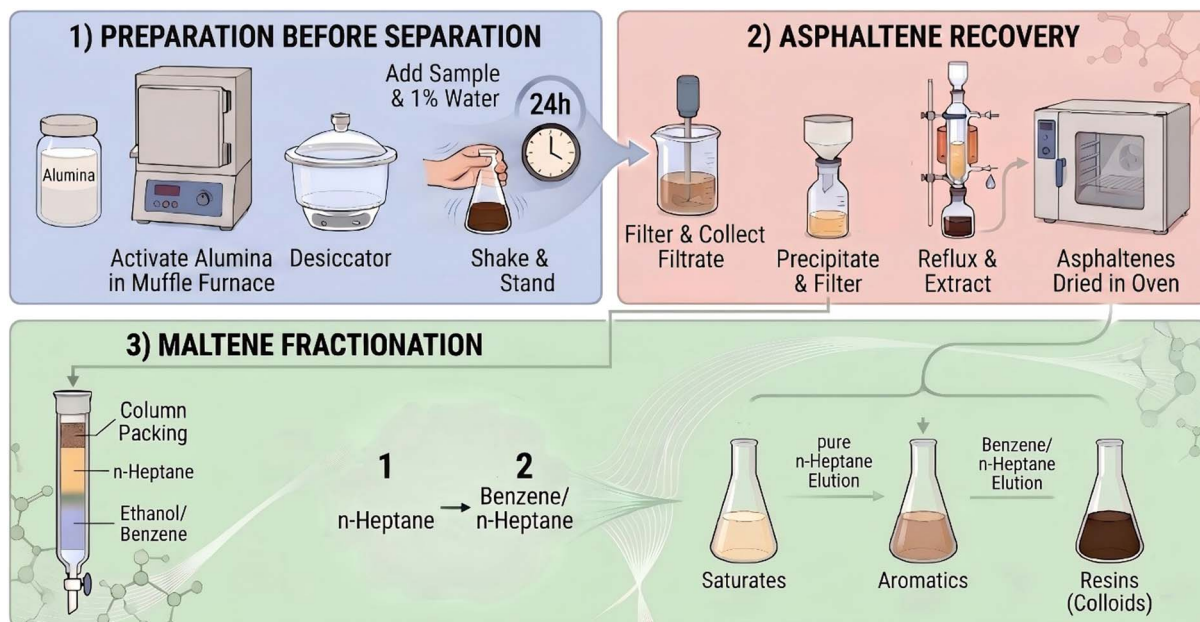 1) PREPARATION BEFORE SEPARATION
Alumina
Activate Alumina
in Muffle Furnace
Desiccator
Add Sample
& 1% Water
24h
Shake &
Stand
2) ASPHALTENE RECOVERY
Filter & Collect
Filtrate
Precipitate
& Filter
Reflux &
Extract
Asphaltenes
Dried in Oven
3) MALTENE FRACTIONATION
Column
Packing
n-Heptane
Ethanol/
Benzene
1
n-Heptane
2
Benzene/
n-Heptane
Saturates
pure
n-Heptane
Elution
Aromatics
Benzene/
n-Heptane
Elution
Resins
(Colloids)